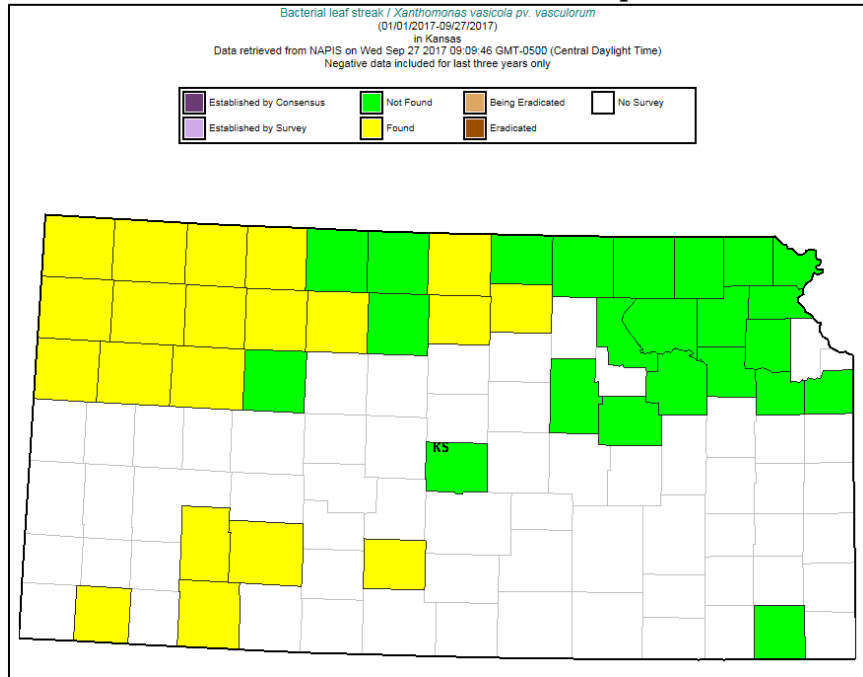 Bacterial leaf streak / Xanthomonas vasicola pv. vasculorum
(01/01/2017-09/27/2017)
in Kansas
Data retrieved from NAPIS on Wed Sep 27 2017 09:09:46 GMT-0500 (Central Daylight Time)
Negative data included for last three years only
Established by Consensus Not Found Being Eradicated No Survey
Established by Survey Found Eradicated
KS